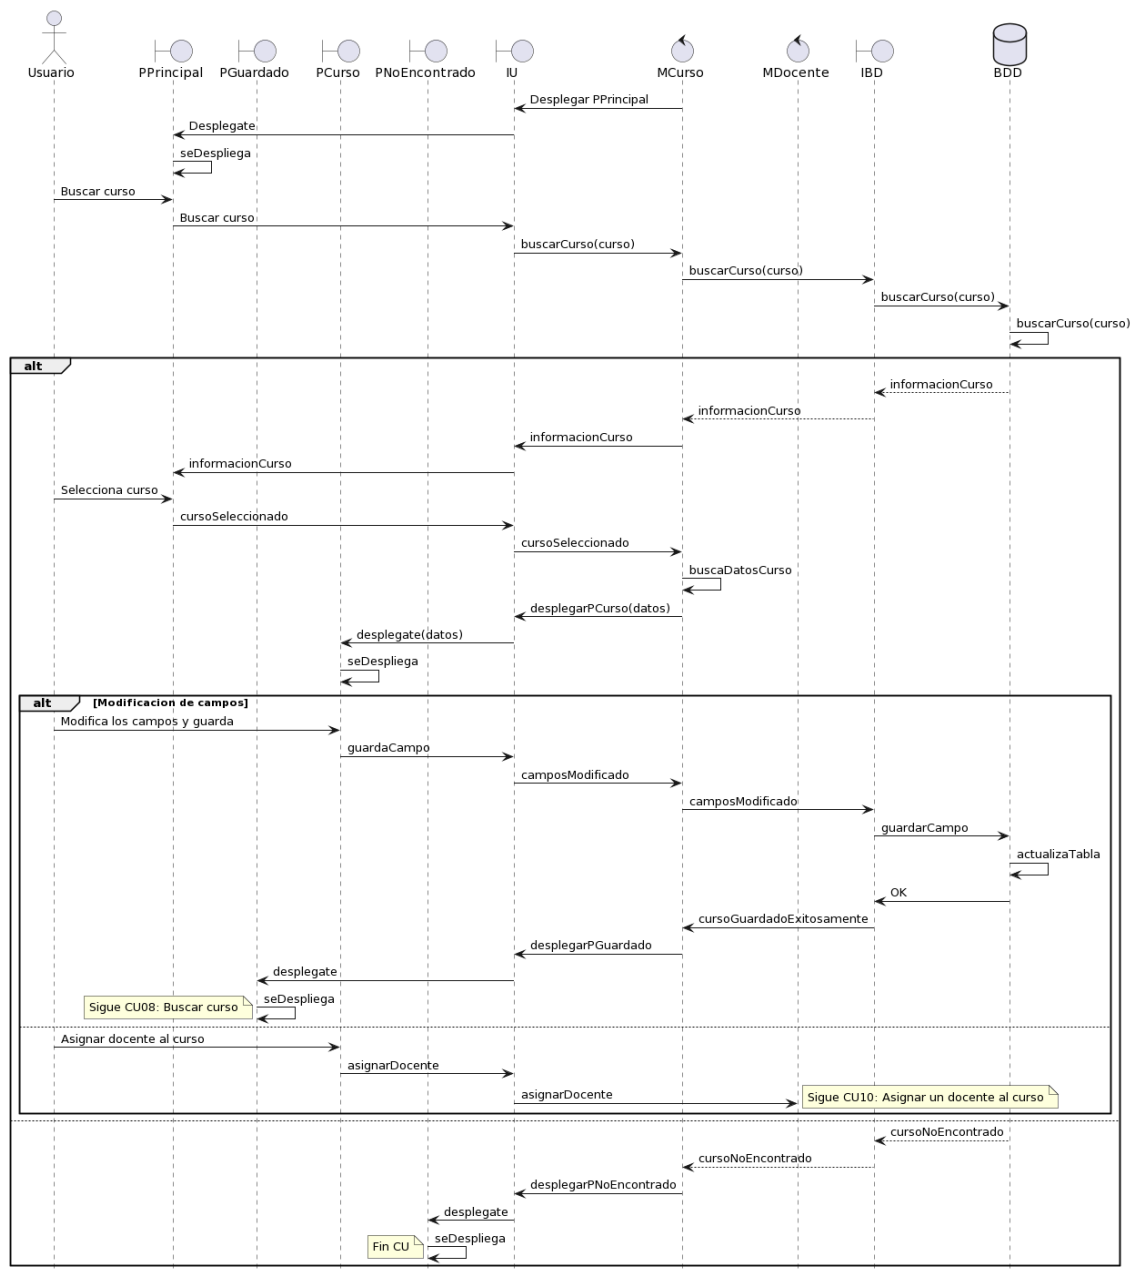 Usuario PPrincipal PGuardado PCurso PNoEncontrado IU MCurso MDocente IBD BDD
Desplegar PPrincipal
Desplegate
seDespliega
Buscar curso
Buscar curso
buscarCurso(curso)
buscarCurso(curso)
buscarCurso(curso)
buscarCurso(curso)
alt
informacionCurso
informacionCurso
informacionCurso
informacionCurso
Selecciona curso
cursoSeleccionado
cursoSeleccionado
buscaDatosCurso
desplegarPCurso(datos)
desplegate(datos)
seDespliega
alt [Modificacion de campos]
Modifica los campos y guarda
guardaCampo
camposModificado
camposModificado
guardarCampo
actualizaTabla
OK
cursoGuardadoExitosamente
desplegarPGuardado
desplegate
seDespliega
Sigue CU08: Buscar curso
Asignar docente al curso
asignarDocente
asignarDocente
Sigue CU10: Asignar un docente al curso
cursoNoEncontrado
cursoNoEncontrado
desplegarPNoEncontrado
desplegate
seDespliega
Fin CU